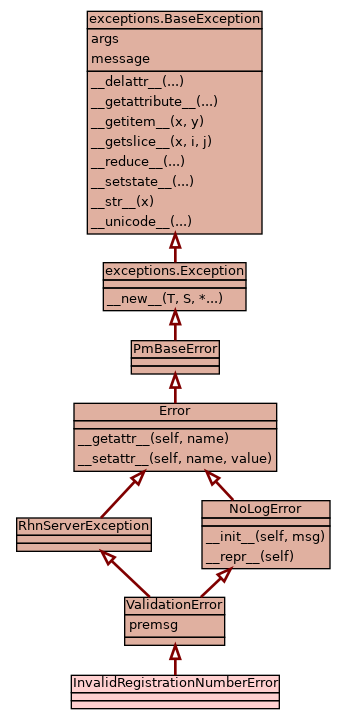 exceptions.BaseException
args
message
__delattr__(...)
__getattribute__(...)
__getitem__(x, y)
__getslice__(x, i, j)
__reduce__(...)
__setstate__(...)
__str__(x)
__unicode__(...)
exceptions.Exception
__new__(T, S, *...)
PmBaseError
Error
__getattr__(self, name)
__setattr__(self, name, value)
RhnServerException
NoLogError
__init__(self, msg)
__repr__(self)
ValidationError
premsg
InvalidRegistrationNumberError